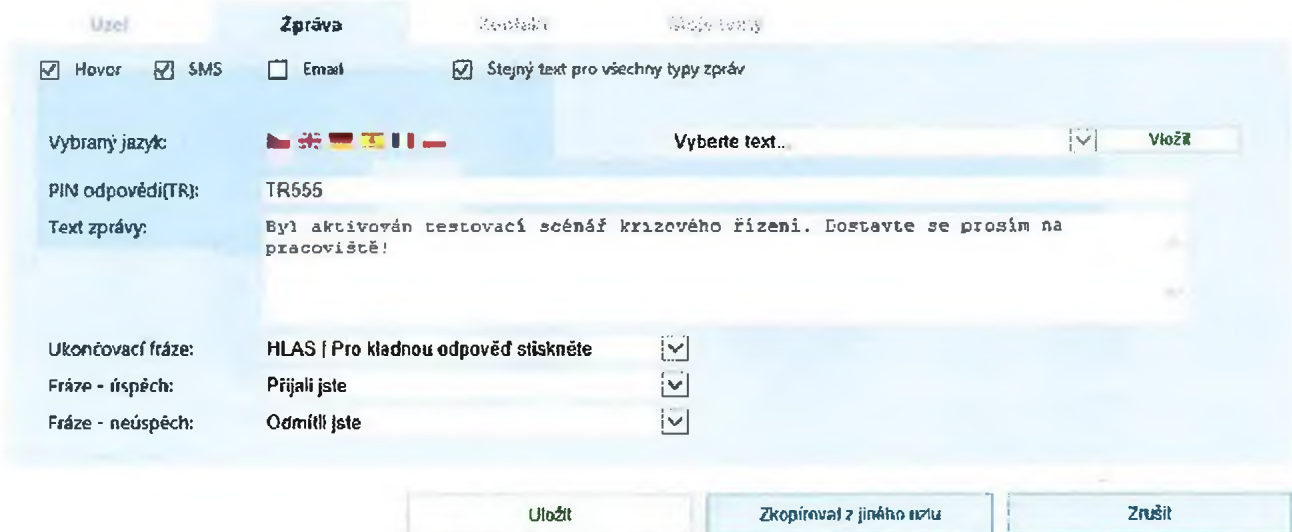 Uzel Zpráva Kontakt
Hovor SMS Email Stejný text pro všechny typy zpráv
Vybraný jazyk: Vyberte text... Vložit
PIN odpovědi(TR): TR555
Text zprávy: Byl aktivován testovací scénář krizového řízení. Dostavte se prosím na
pracoviště!
Ukončovací fráze: HLAS | Pro kladnou odpověď stiskněte
Fráze - úspěch: Přijali jste
Fráze - neúspěch: Odmítli jste
Uložit Zkopírovat z jiného uzlu Zrušit